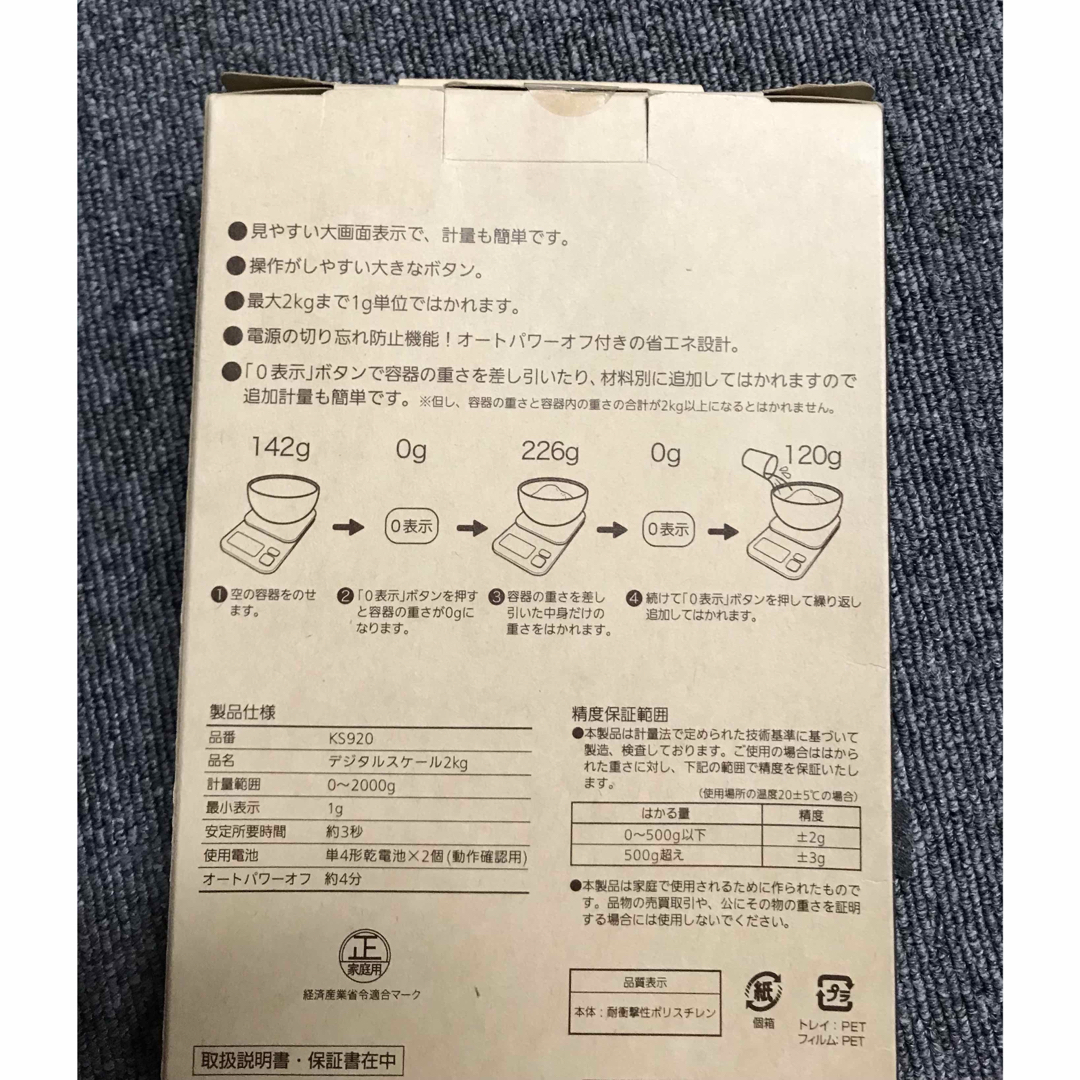 ●見やすい大画面表示で、計量も簡単です。
●操作がしやすい大きなボタン。
●最大2kgまで1g単位ではかれます。
●電源の切り忘れ防止機能！オートパワーオフ付きの省エネ設計。
●「0表示」ボタンで容器の重さを差し引いたり、材料別に追加してはかれますので
追加計量も簡単です。※但し、容器の重さと容器内の重さの合計が2kg以上になるとはかれません。
142g 0g 226g 0g 120g
0表示 0表示
❶空の容器をのせ
ます。
❷「0表示」ボタンを押す
と容器の重さが0gに
なります。
❸容器の重さを差し
引いた中身だけの
重さをはかれます。
❹続けて「0表示」ボタンを押して繰り返し
追加してはかれます。
製品仕様
品番 KS920
品名 デジタルスケール2kg
計量範囲 0～2000g
最小表示 1g
安定所要時間 約3秒
使用電池 単4形乾電池×2個(動作確認用)
オートパワーオフ 約4分
正
家庭用
経済産業省令適合マーク
取扱説明書・保証書在中
精度保証範囲
●本製品は計量法で定められた技術基準に基づいて
製造、検査しております。ご使用の場合ははから
れた重さに対し、下記の範囲で精度を保証いたし
ます。
(使用場所の温度20±5℃の場合)
はかる量 精度
0～500g以下 ±2g
500g超え ±3g
●本製品は家庭で使用されるために作られたもので
す。品物の売買取引や、公にその物の重さを証明
する場合には使用しないでください。
品質表示
本体：耐衝撃性ポリスチレン
紙
個箱
プラ
トレイ：PET
フィルム：PET